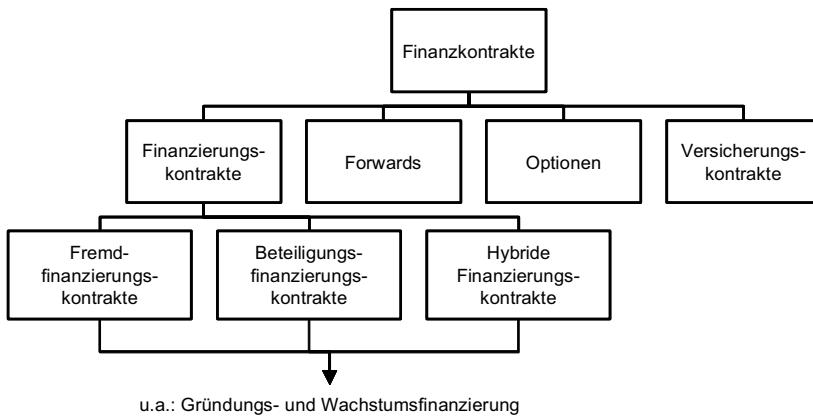 Finanzkontrakte
Finanzierungs-
kontrakte
Forwards
Optionen
Versicherungs-
kontrakte
Fremd-
finanzierungs-
kontrakte
Beteiligungs-
finanzierungs-
kontrakte
Hybride
Finanzierungs-
kontrakte
u.a.: Gründungs- und Wachstumsfinanzierung